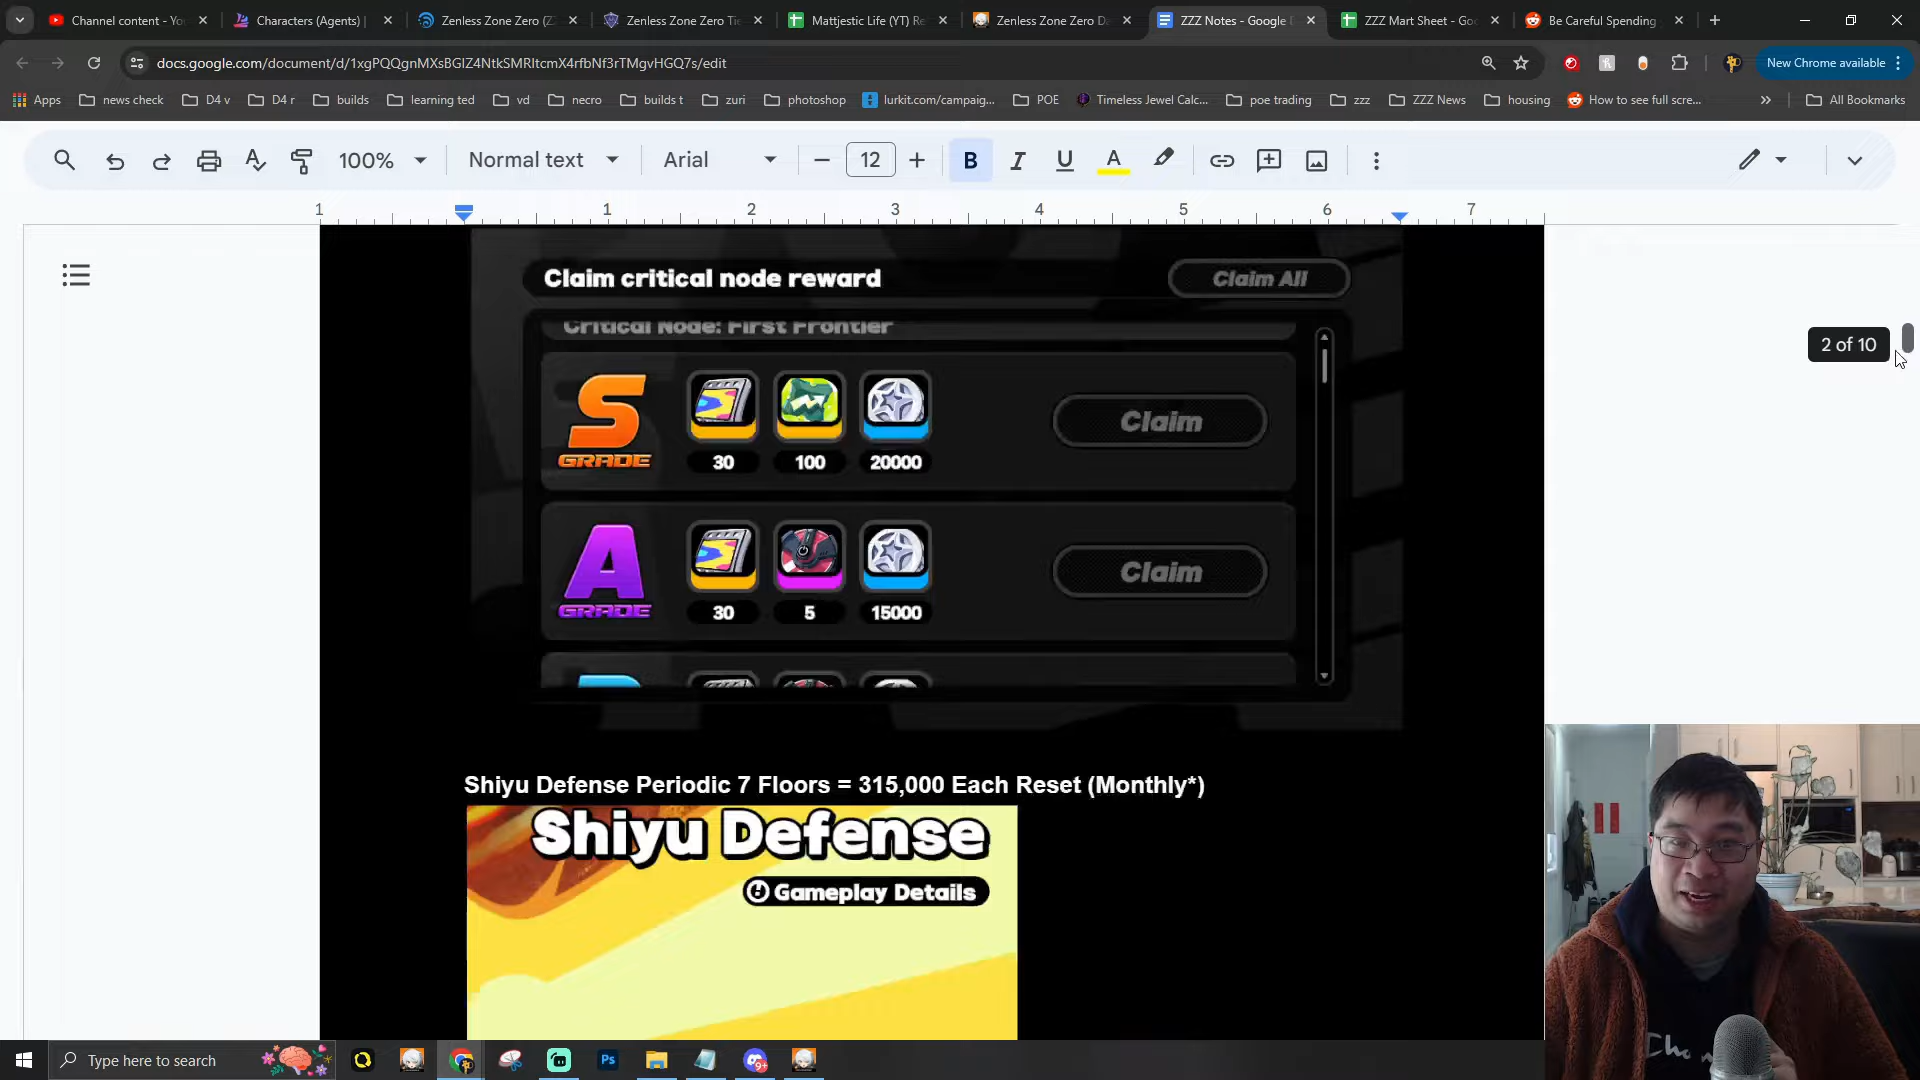 Channel content - Yo
Characters (Agents) |
Zenless Zone Zero (Z
Zenless Zone Zero Tie
Mattjestic Life (YT) Re
Zenless Zone Zero Da
ZZZ Notes - Google D
ZZZ Mart Sheet - Goo
Be Careful Spending
docs.google.com/document/d/1xgPQQgnMXsBGlZ4NtkSMRltcmX4rfbNf3rTMgvHGQ7s/edit
New Chrome available
Apps
news check
D4 v
D4 r
builds
learning ted
vd
necro
builds t
zuri
photoshop
lurkit.com/campaig...
POE
Timeless Jewel Calc...
poe trading
zzz
ZZZ News
housing
How to see full scre...
All Bookmarks
100%
Normal text
Arial
12
B I U A
1 1 2 3 4 5 6 7
Claim critical node reward
Claim All
Critical Node: First Frontier
S GRADE
30 100 20000
Claim
A GRADE
30 5 15000
Claim
2 of 10
Shiyu Defense Periodic 7 Floors = 315,000 Each Reset (Monthly*)
Shiyu Defense
Gameplay Details
Type here to search
Ps
9+